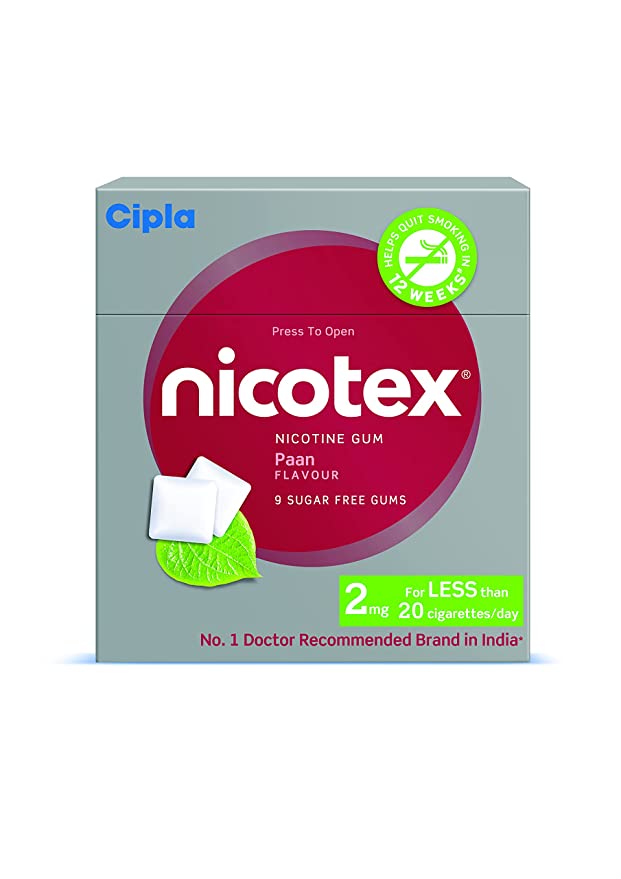 Cipla
HELPS QUIT SMOKING IN
12 WEEKS*
Press To Open
nicotex®
NICOTINE GUM
Paan
FLAVOUR
9 SUGAR FREE GUMS
2mg
For LESS than
20 cigarettes/day
No. 1 Doctor Recommended Brand in India*